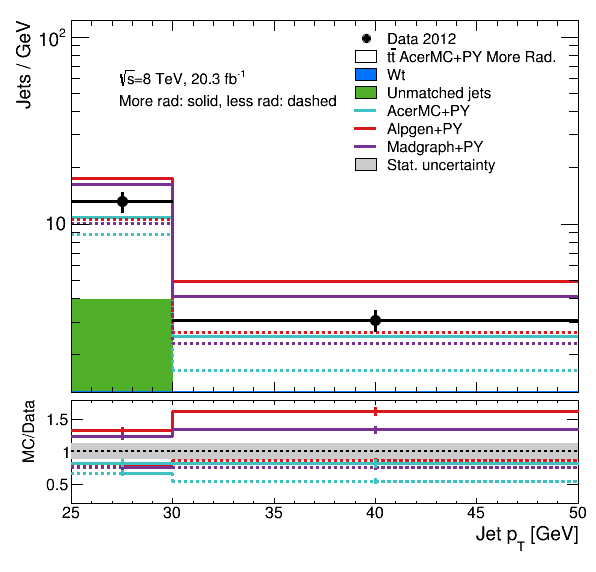 Jets / GeV
10²
10
√s=8 TeV, 20.3 fb⁻¹
More rad: solid, less rad: dashed
Data 2012
tt̄ AcerMC+PY More Rad.
Wt
Unmatched jets
AcerMC+PY
Alpgen+PY
Madgraph+PY
Stat. uncertainty
MC/Data
1.5
1
0.5
25 30 35 40 45 50
Jet p_T [GeV]